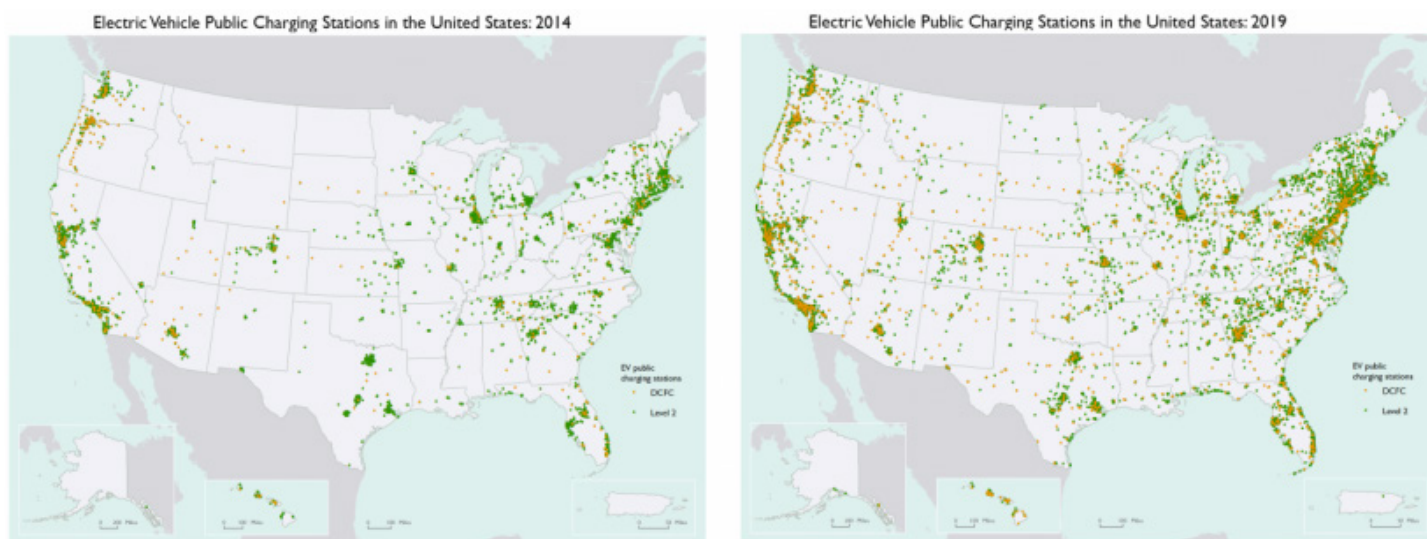 Electric Vehicle Public Charging Stations in the United States: 2014
EV public
charging stations
DCFC
Level 2
Electric Vehicle Public Charging Stations in the United States: 2019
EV public
charging stations
DCFC
Level 2